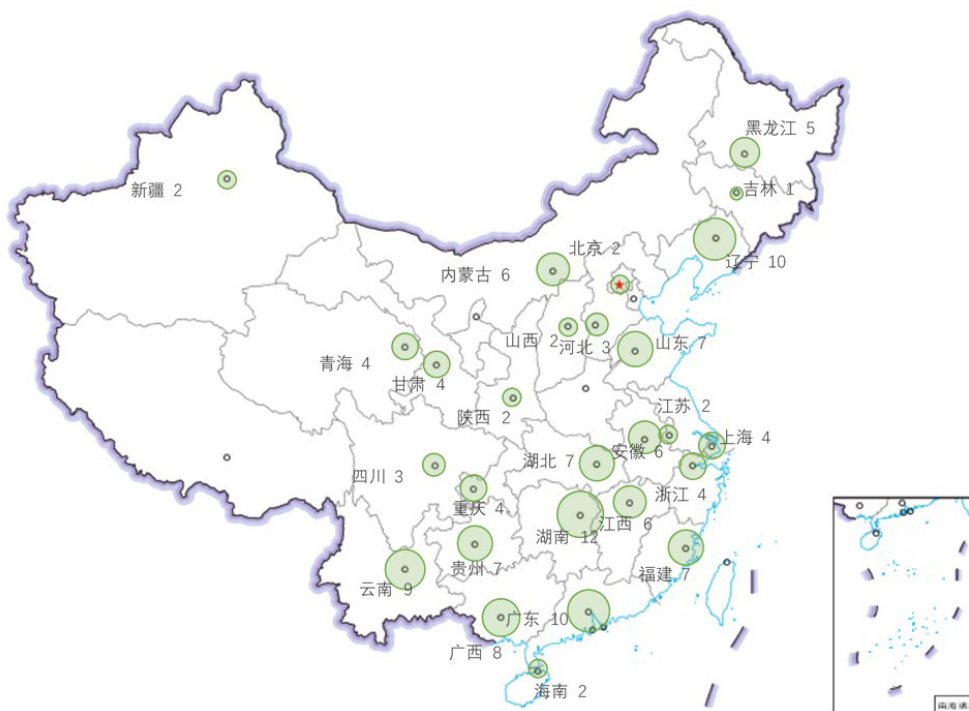 黑龙江 5
新疆 2
吉林 1
北京 2
辽宁 10
内蒙古 6
山西 2
河北 3
山东 7
青海 4
甘肃 4
陕西 2
江苏 2
上海 4
安徽 6
湖北 7
四川 3
浙江 4
重庆 4
江西 6
湖南 12
贵州 7
福建 7
云南 9
广东 10
广西 8
海南 2
南海诸